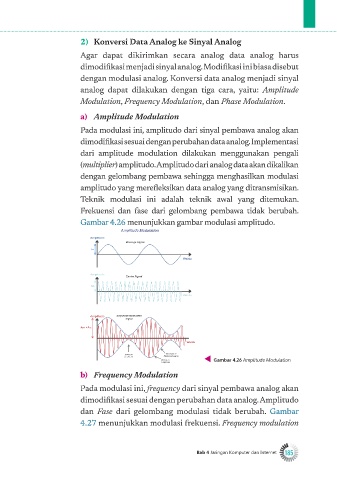 2) Konversi Data Analog ke Sinyal Analog
Agar dapat dikirimkan secara analog data analog harus
dimodifikasi menjadi sinyal analog. Modifikasi ini biasa disebut
dengan modulasi analog. Konversi data analog menjadi sinyal
analog dapat dilakukan dengan tiga cara, yaitu: Amplitude
Modulation, Frequency Modulation, dan Phase Modulation.
a) Amplitude Modulation
Pada modulasi ini, amplitudo dari sinyal pembawa analog akan
dimodifikasi sesuai dengan perubahan data analog. Implementasi
dari amplitude modulation dilakukan menggunakan pengali
(multiplier) amplitudo. Amplitudo dari analog data akan dikalikan
dengan gelombang pembawa sehingga menghasilkan modulasi
amplitudo yang merefleksikan data analog yang ditransmisikan.
Teknik modulasi ini adalah teknik awal yang ditemukan.
Frekuensi dan fase dari gelombang pembawa tidak berubah.
Gambar 4.26 menunjukkan gambar modulasi amplitudo.
Amplitude Modulation
Message Signal
Carrier Signal
Gambar 4.26 Amplitude Modulation
b) Frequency Modulation
Pada modulasi ini, frequency dari sinyal pembawa analog akan
dimodifikasi sesuai dengan perubahan data analog. Amplitudo
dan Fase dari gelombang modulasi tidak berubah. Gambar
4.27 menunjukkan modulasi frekuensi. Frequency modulation
Bab 4 Jaringan Komputer dan Internet 185